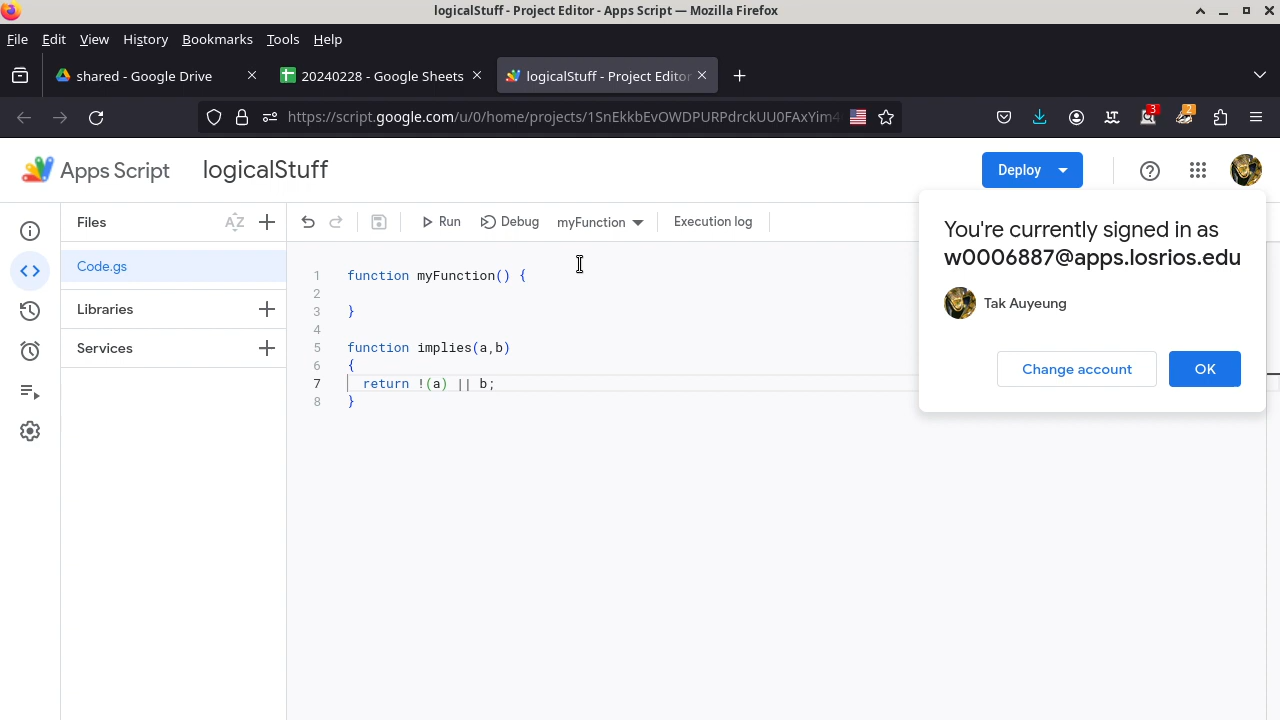 logicalStuff - Project Editor - Apps Script — Mozilla Firefox
File Edit View History Bookmarks Tools Help
shared - Google Drive
20240228 - Google Sheets
logicalStuff - Project Editor
https://script.google.com/u/0/home/projects/1SnEkkbEvOWDPURPdrckUU0FAxYim4
3
2
Apps Script
logicalStuff
Deploy
Files
AZ
Run
Debug
myFunction
Execution log
Code.gs
Libraries
Services
1 function myFunction() {
2
3 }
4
5 function implies(a,b)
6 {
7 return !(a) || b;
8 }
You're currently signed in as
w0006887@apps.losrios.edu
Tak Auyeung
Change account
OK